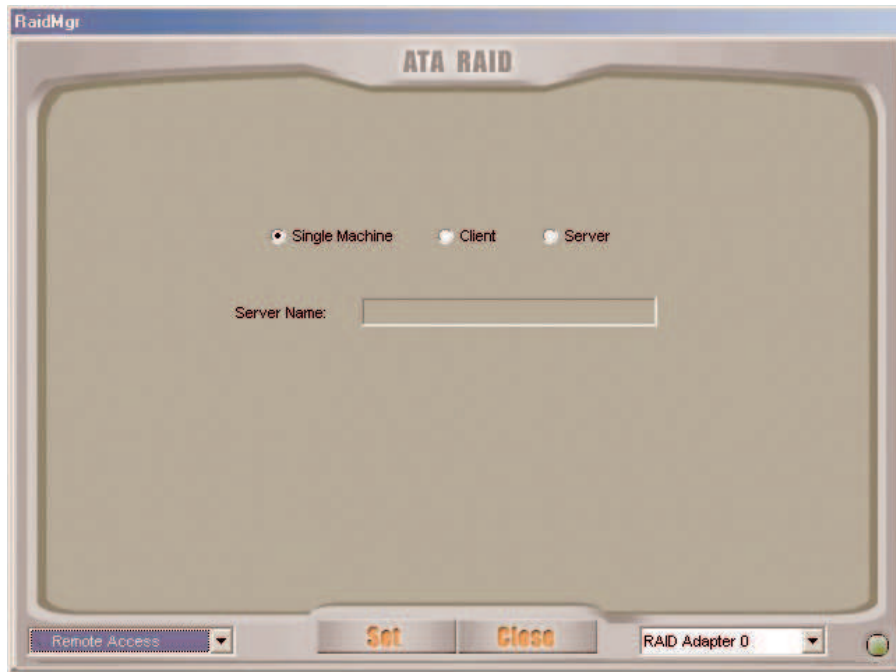 RaidMgr
ATA RAID
Single Machine Client Server
Server Name:
Remote Access Set Close RAID Adapter 0